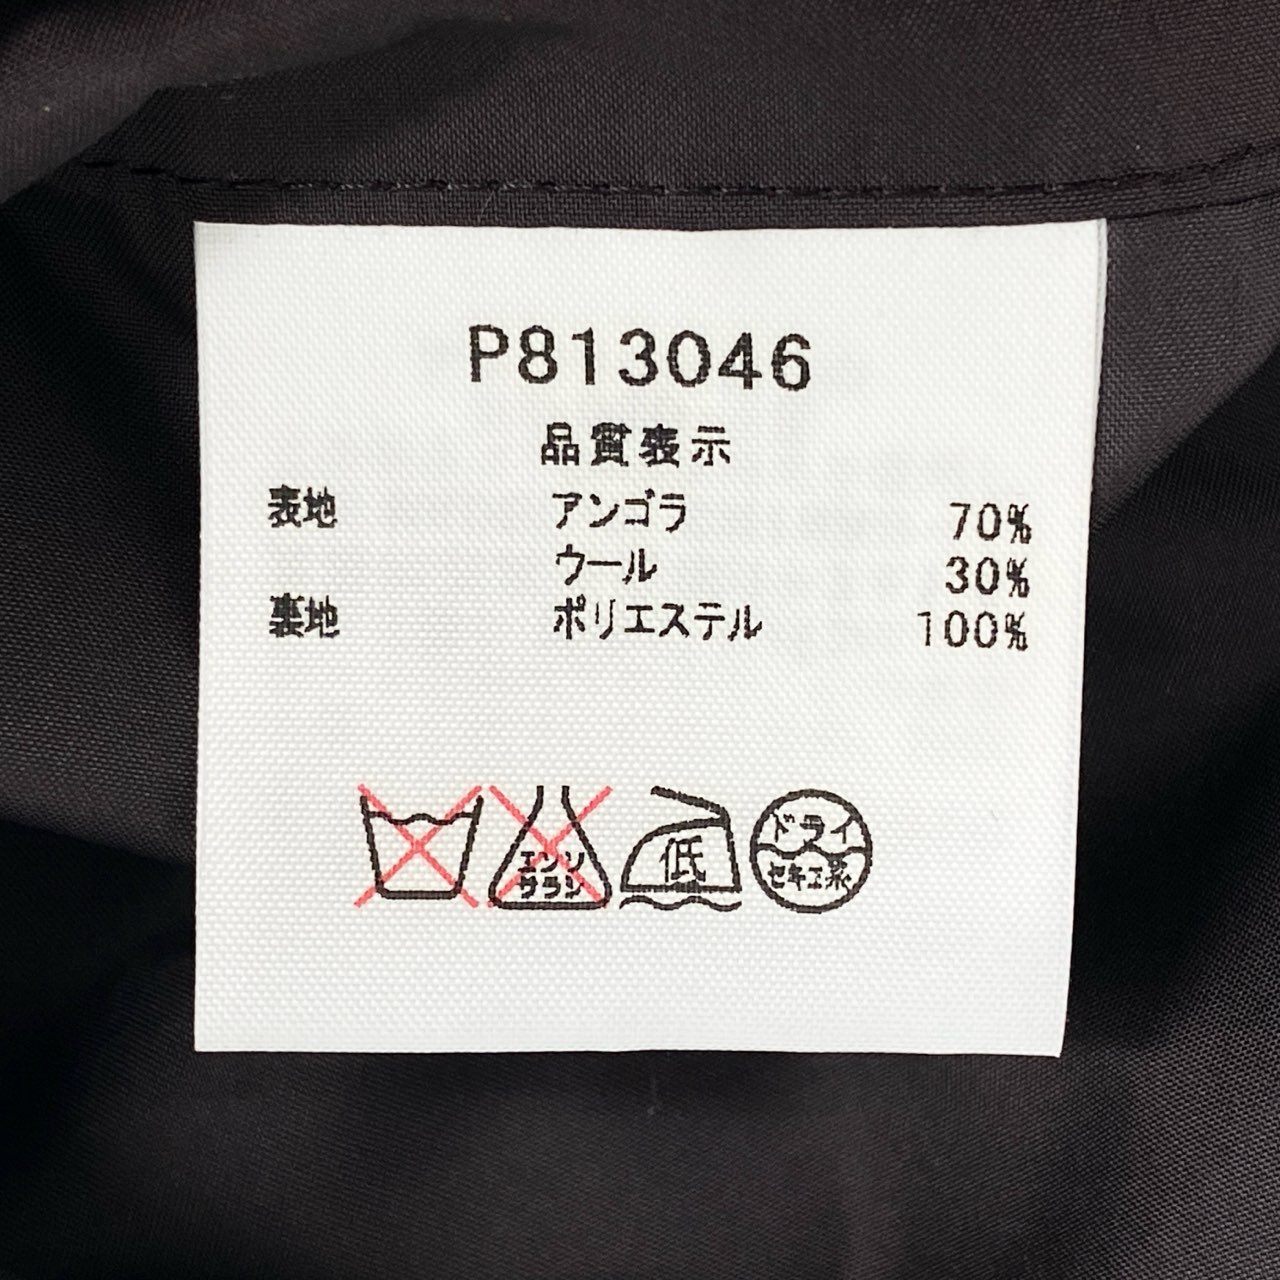 P813046
品質表示
表地 アンゴラ 70%
ウール 30%
裏地 ポリエステル 100%
エンソ
サラシ
低
ドライ
セキユ系